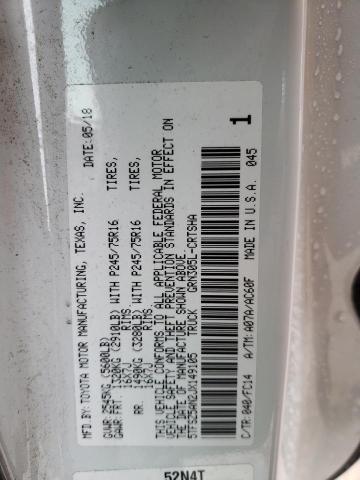 MFD.BY: TOYOTA MOTOR MANUFACTURING, TEXAS, INC. DATE: 05/18
GVWR 2545KG (5600LB)
GAWR: FRT. 1320KG (2910LB) WITH P245/75R16 TIRES,
16X7J RIMS,
RR. 1490KG (3280LB) WITH P245/75R16 TIRES,
16X7J RIMS,
THIS VEHICLE CONFORMS TO ALL APPLICABLE FEDERAL MOTOR
VEHICLE SAFETY AND THEFT PREVENTION STANDARDS IN EFFECT ON
THE DATE OF MANUFACTURE SHOWN ABOVE.
5TFSZ5AN2JX149105 TRUCK GRN305L-CRTSHA
1
C/TR: 040/FC14 A/TM: A07A/AC60F MADE IN U.S.A. 045
52N4T